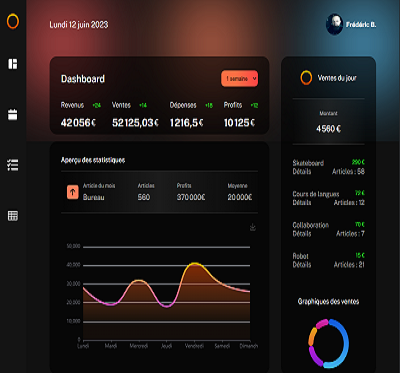 Lundi 12 juin 2023
Frédéric B.
Dashboard
1 semaine
Revenus +24 Ventes +14 Dépenses +18 Profits +12
42 056 € 52 125,03 € 1 216,5 € 10 125 €
Ventes du jour
Montant
4 560 €
Skateboard 290 €
Détails Articles : 58
Cours de langues 72 €
Détails Articles : 12
Collaboration 70 €
Détails Articles : 7
Robot 15 €
Détails Articles : 21
Graphiques des ventes
Aperçu des statistiques
Article du mois Articles Profits Moyenne
Bureau 560 370 000€ 20 000€
50,000
40,000
30,000
20,000
10,000
0
Lundi Mardi Mercredi Jeudi Vendredi Samedi Dimanch